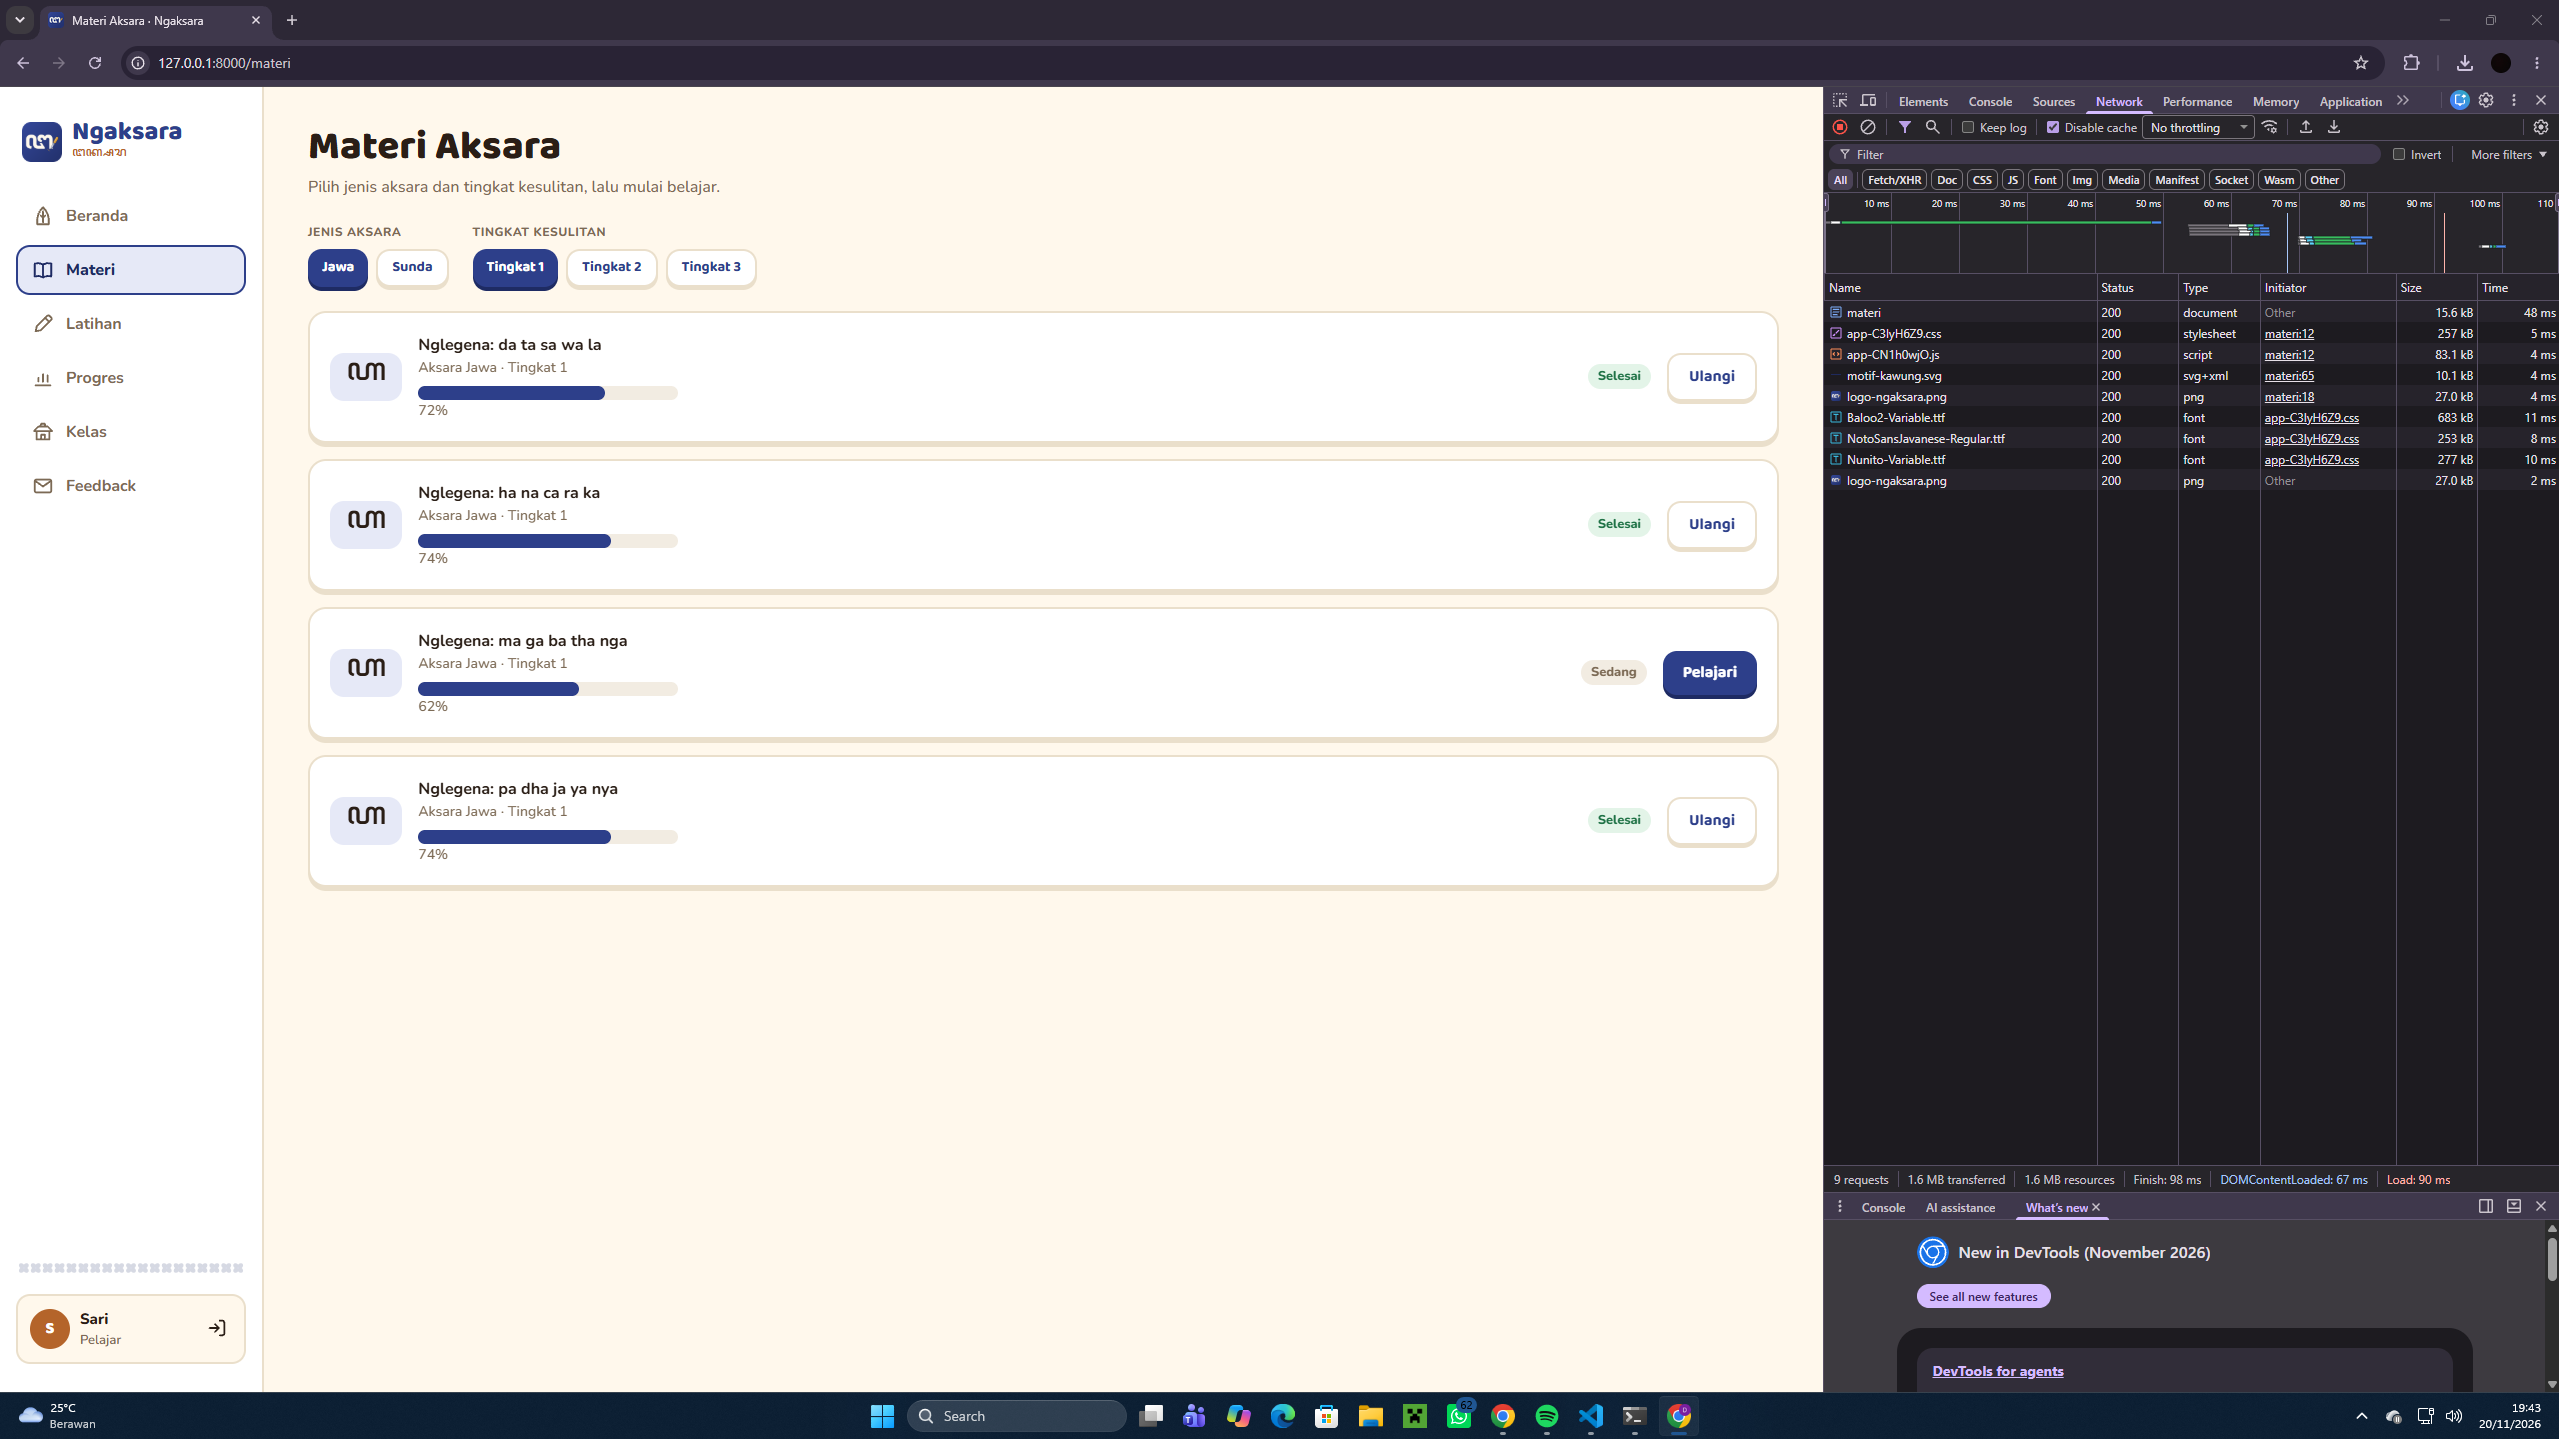 Materi Aksara · Ngaksara
127.0.0.1:8000/materi
Ngaksara
Beranda
Materi
Latihan
Progres
Kelas
Feedback
Sari
Pelajar
S
Materi Aksara
Pilih jenis aksara dan tingkat kesulitan, lalu mulai belajar.
JENIS AKSARA
TINGKAT KESULITAN
Jawa
Sunda
Tingkat 1
Tingkat 2
Tingkat 3
Nglegena: da ta sa wa la
Aksara Jawa · Tingkat 1
72%
Selesai
Ulangi
Nglegena: ha na ca ra ka
Aksara Jawa · Tingkat 1
74%
Selesai
Ulangi
Nglegena: ma ga ba tha nga
Aksara Jawa · Tingkat 1
62%
Sedang
Pelajari
Nglegena: pa dha ja ya nya
Aksara Jawa · Tingkat 1
74%
Selesai
Ulangi
Elements Console Sources Network Performance Memory Application
Keep log Disable cache No throttling
Filter Invert More filters
All Fetch/XHR Doc CSS JS Font Img Media Manifest Socket Wasm Other
10 ms 20 ms 30 ms 40 ms 50 ms 60 ms 70 ms 80 ms 90 ms 100 ms 110
Name Status Type Initiator Size Time
materi 200 document Other 15.6 kB 48 ms
app-C3lyH6Z9.css 200 stylesheet materi:12 257 kB 5 ms
app-CN1h0wjO.js 200 script materi:12 83.1 kB 4 ms
motif-kawung.svg 200 svg+xml materi:65 10.1 kB 4 ms
logo-ngaksara.png 200 png materi:18 27.0 kB 4 ms
Baloo2-Variable.ttf 200 font app-C3lyH6Z9.css 683 kB 11 ms
NotoSansJavanese-Regular.ttf 200 font app-C3lyH6Z9.css 253 kB 8 ms
Nunito-Variable.ttf 200 font app-C3lyH6Z9.css 277 kB 10 ms
logo-ngaksara.png 200 png Other 27.0 kB 2 ms
9 requests 1.6 MB transferred 1.6 MB resources Finish: 98 ms DOMContentLoaded: 67 ms Load: 90 ms
Console AI assistance What's new
New in DevTools (November 2026)
See all new features
DevTools for agents
25°C
Berawan
Search
62
19:43
20/11/2026